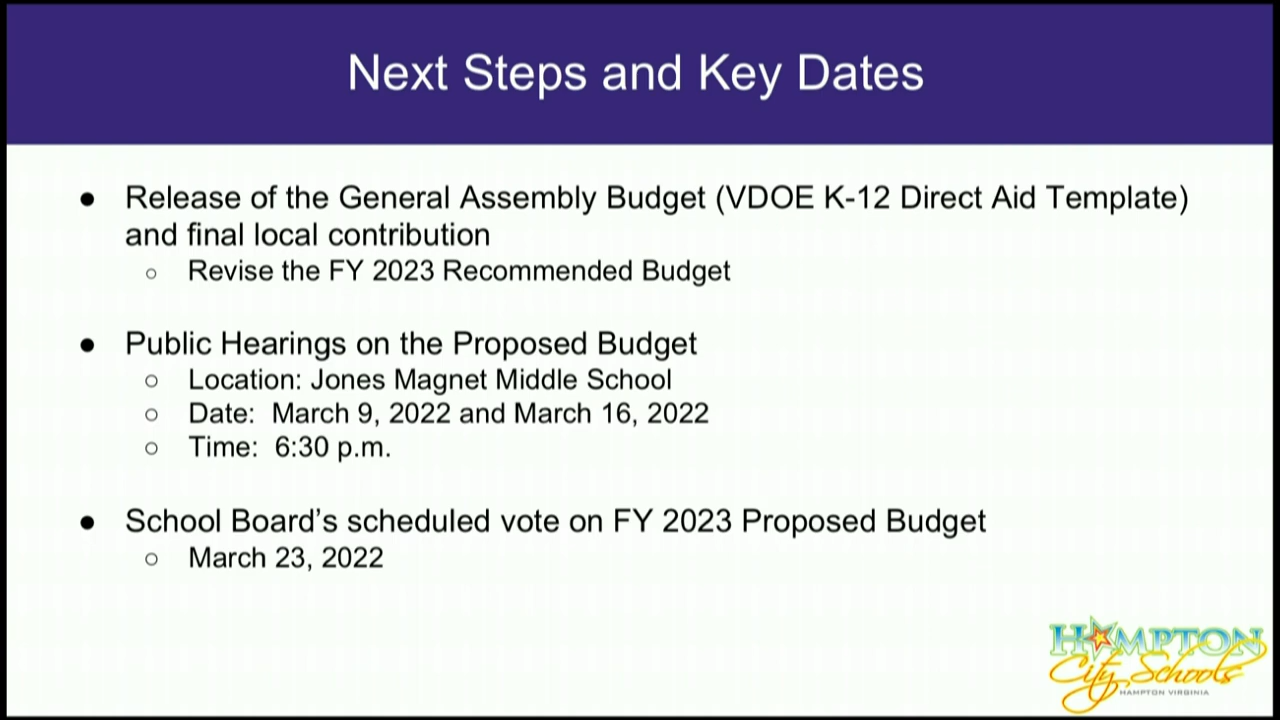 Next Steps and Key Dates
● Release of the General Assembly Budget (VDOE K-12 Direct Aid Template)
and final local contribution
○ Revise the FY 2023 Recommended Budget
● Public Hearings on the Proposed Budget
○ Location: Jones Magnet Middle School
○ Date:  March 9, 2022 and March 16, 2022
○ Time:  6:30 p.m.
● School Board’s scheduled vote on FY 2023 Proposed Budget
○ March 23, 2022
HAMPTON
City Schools
HAMPTON VIRGINIA